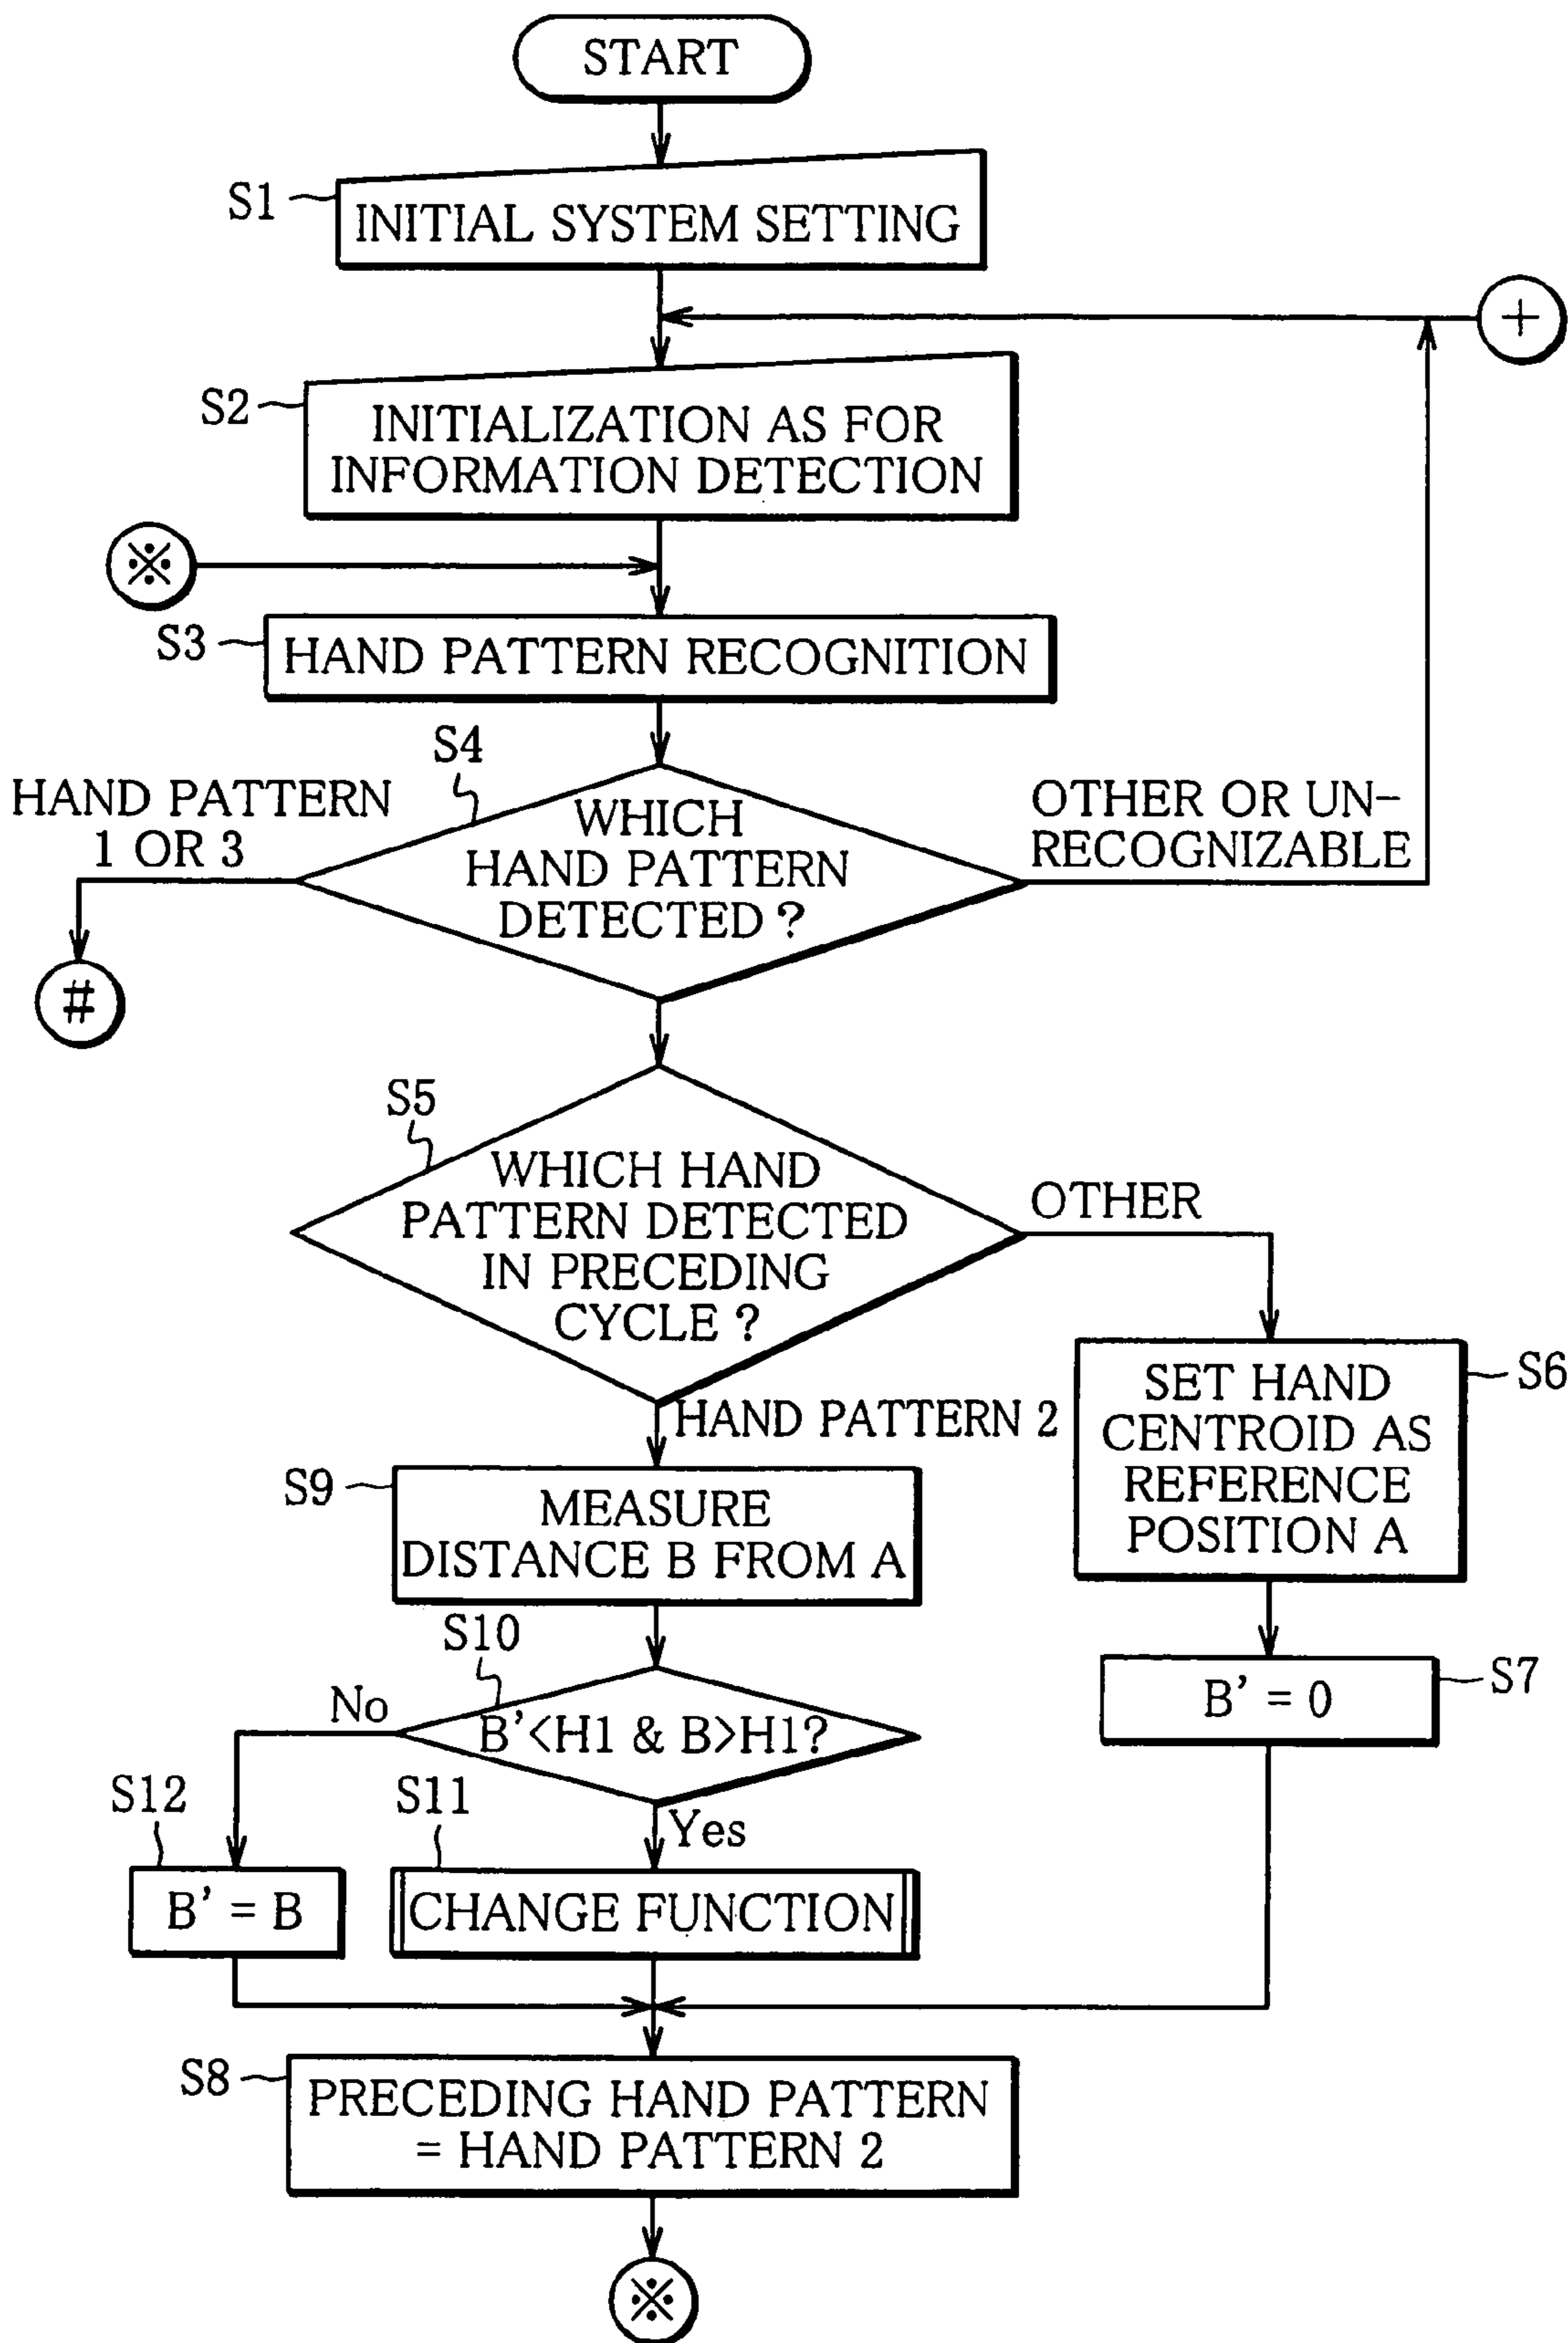 START
S1
INITIAL SYSTEM SETTING
+
S2
INITIALIZATION AS FOR
INFORMATION DETECTION
※
S3
HAND PATTERN RECOGNITION
S4
HAND PATTERN
1 OR 3
WHICH
HAND PATTERN
DETECTED ?
OTHER OR UN-
RECOGNIZABLE
#
S5
WHICH HAND
PATTERN DETECTED
IN PRECEDING
CYCLE ?
OTHER
HAND PATTERN 2
S6
SET HAND
CENTROID AS
REFERENCE
POSITION A
S9
MEASURE
DISTANCE B FROM A
S10
B'<H1 & B>H1?
No
Yes
S7
B' = 0
S12
B' = B
S11
CHANGE FUNCTION
S8
PRECEDING HAND PATTERN
= HAND PATTERN 2
※